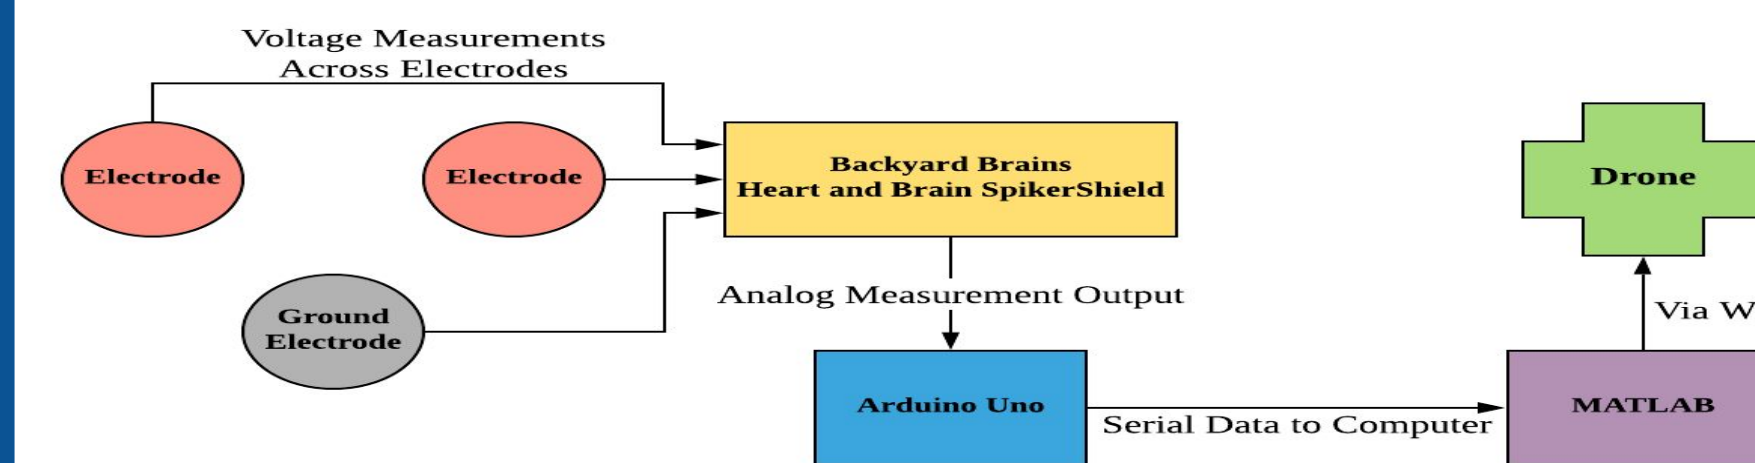 Voltage Measurements
Across Electrodes
Electrode
Electrode
Backyard Brains
Heart and Brain SpikerShield
Drone
Ground
Electrode
Analog Measurement Output
Via
Arduino Uno
Serial Data to Computer
MATLAB